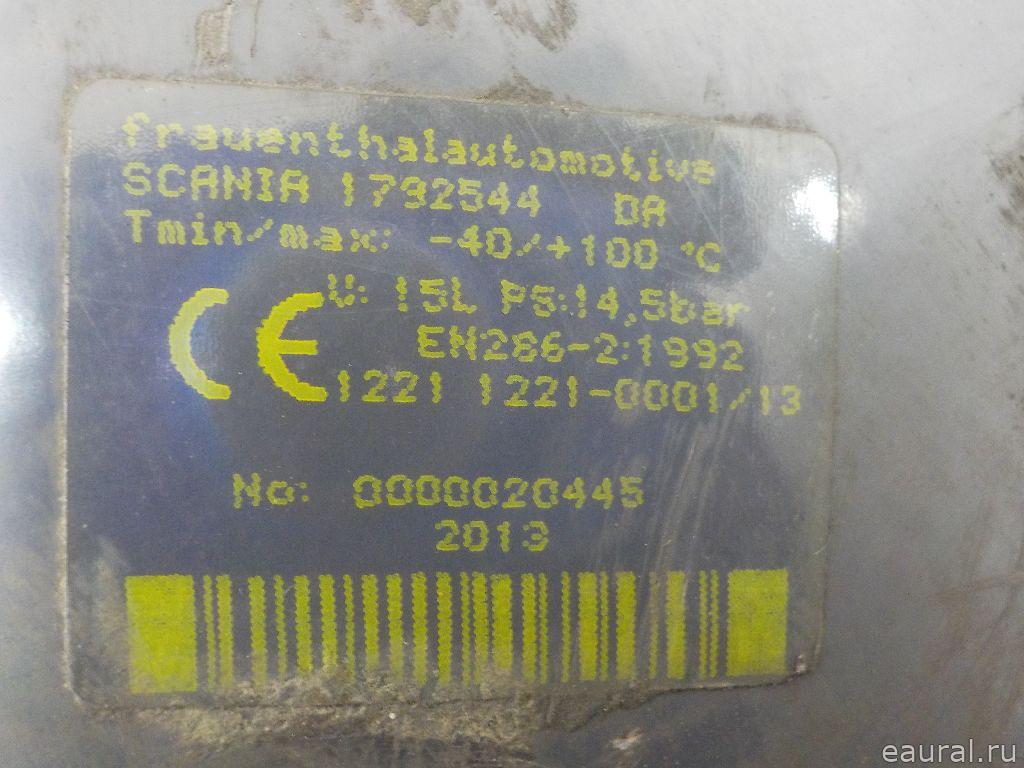 frauenthalautomotive
SCANIA 1792544 DA
Tmin/max: -40/+100 °C
CE V: 15L PS:14,5bar
EN286-2:1992
1221 1221-0001/13
No: 0000020445
2013
eaural.ru